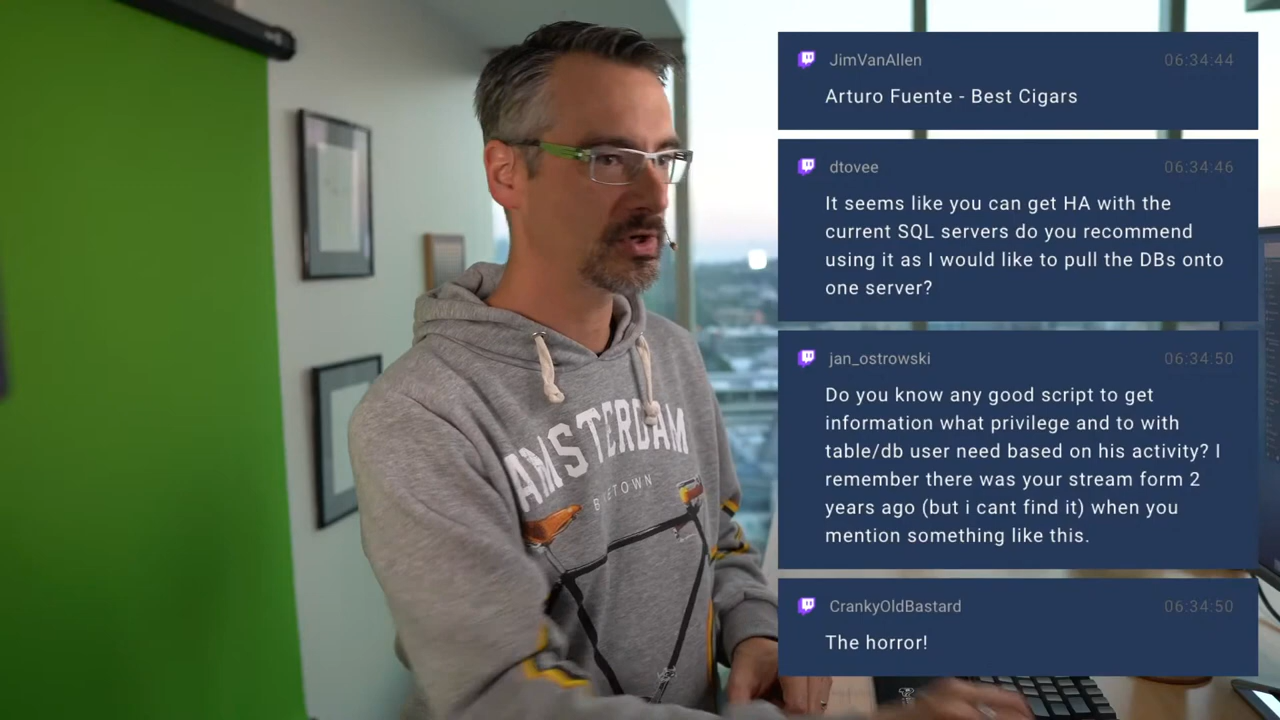 JimVanAllen 06:34:44
Arturo Fuente - Best Cigars
dtovee 06:34:46
It seems like you can get HA with the
current SQL servers do you recommend
using it as I would like to pull the DBs onto
one server?
jan_ostrowski 06:34:50
Do you know any good script to get
information what privilege and to with
table/db user need based on his activity? I
remember there was your stream form 2
years ago (but i cant find it) when you
mention something like this.
CrankyOldBastard 06:34:50
The horror!
AMSTERDAM